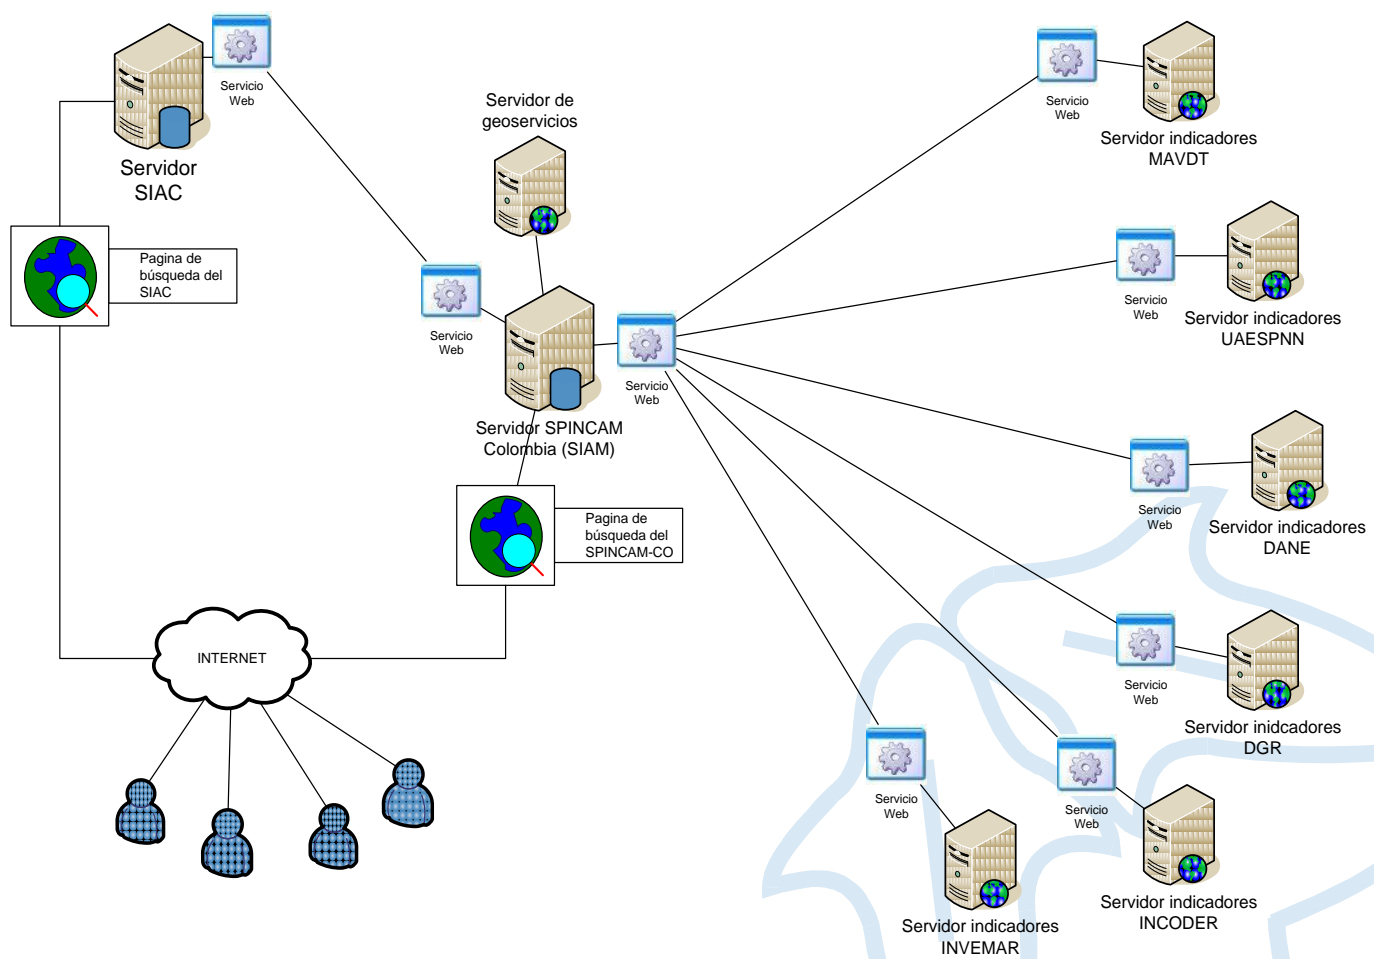 Servicio
Web
Servidor
SIAC
Servidor de
geoservicios
Servicio
Web
Servidor indicadores
MAVDT
Pagina de
búsqueda del
SIAC
Servicio
Web
Servidor indicadores
UAESPNN
Servicio
Web
Servicio
Web
Servidor SPINCAM
Colombia (SIAM)
Servicio
Web
Servidor indicadores
DANE
Pagina de
búsqueda del
SPINCAM-CO
INTERNET
Servicio
Web
Servidor inidcadores
DGR
Servicio
Web
Servidor indicadores
INVEMAR
Servicio
Web
Servidor indicadores
INCODER